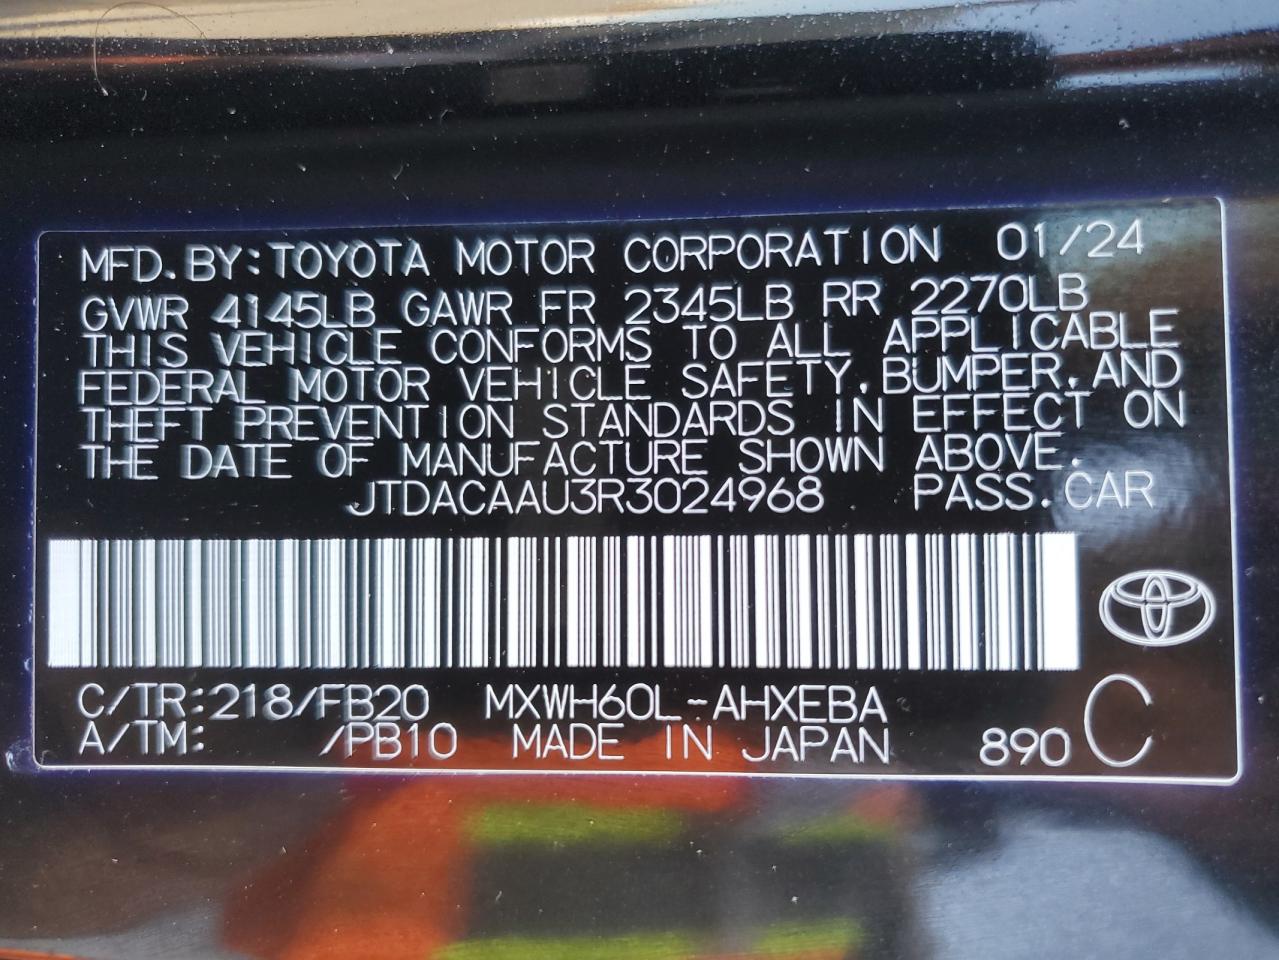 MFD. BY: TOYOTA MOTOR CORPORATION 01/24
GVWR 4145LB GAWR FR 2345LB RR 2270LB
THIS VEHICLE CONFORMS TO ALL APPLICABLE
FEDERAL MOTOR VEHICLE SAFETY, BUMPER, AND
THEFT PREVENTION STANDARDS IN EFFECT ON
THE DATE OF MANUFACTURE SHOWN ABOVE.
JTDACAAU3R3024968 PASS. CAR
C/TR: 218/FB20 MXWH60L-AHXEBA
A/TM: /PB10 MADE IN JAPAN 890 C